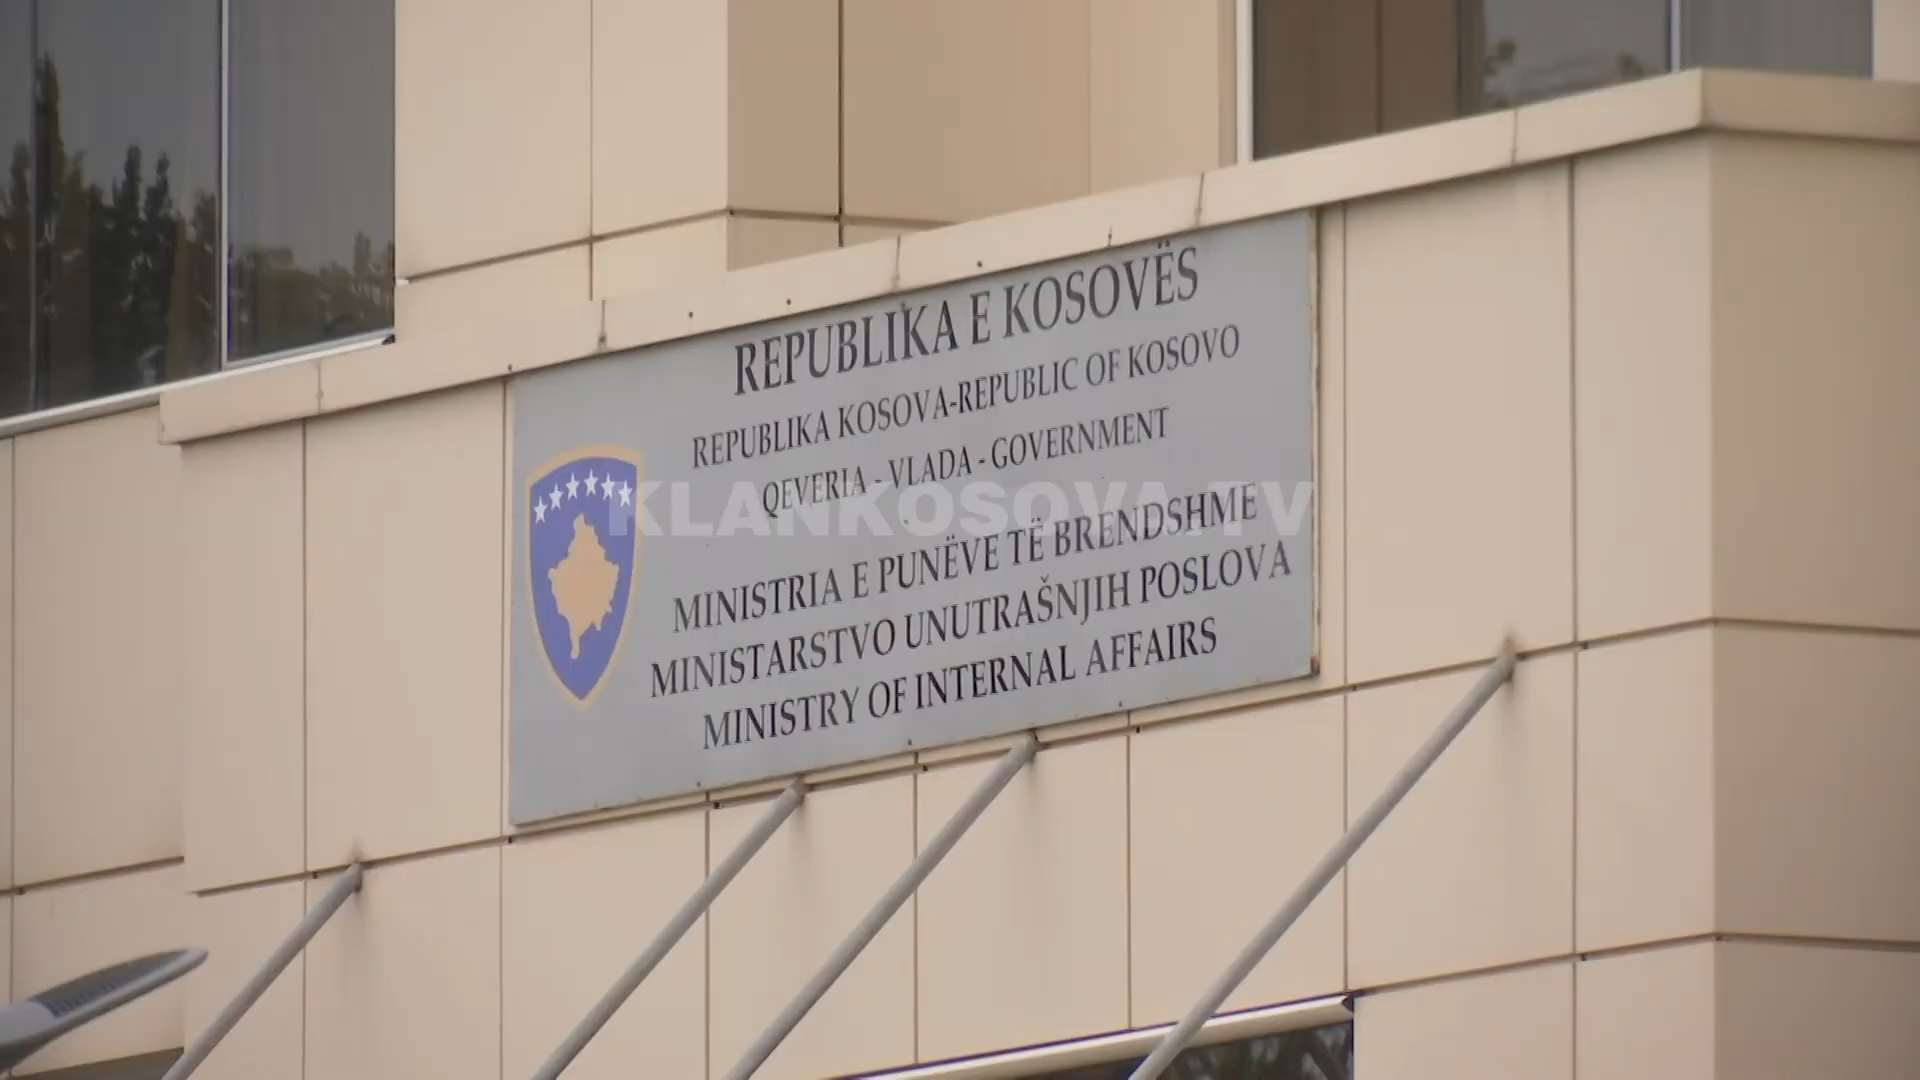 REPUBLIKA E KOSOVËS
REPUBLIKA KOSOVA-REPUBLIC OF KOSOVO
QEVERIA - VLADA - GOVERNMENT
KLANKOSOVA.TV
MINISTRIA E PUNËVE TË BRENDSHME
MINISTARSTVO UNUTRAŠNJIH POSLOVA
MINISTRY OF INTERNAL AFFAIRS